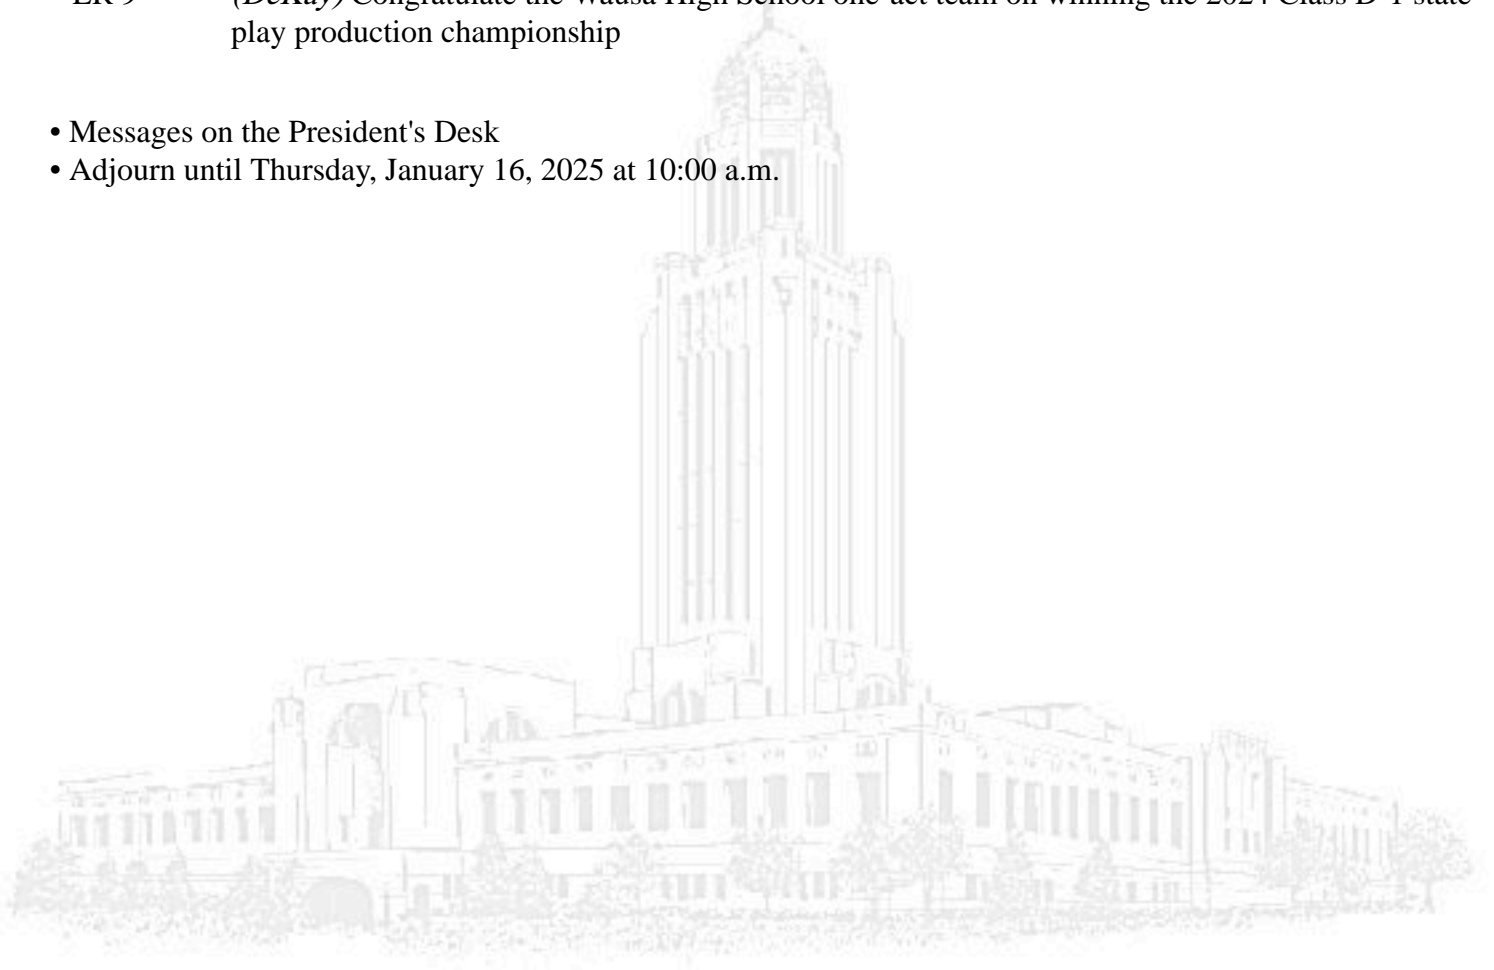 LR 9 (DeKay) Congratulate the Wausa High School one-act team on winning the 2024 Class D-1 state
play production championship
• Messages on the President's Desk
• Adjourn until Thursday, January 16, 2025 at 10:00 a.m.